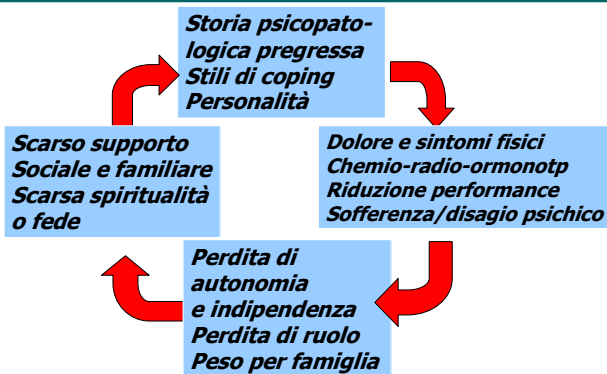 Storia psicopato-
logica pregressa
Stili di coping
Personalità
Dolore e sintomi fisici
Chemio-radio-ormonotp
Riduzione performance
Sofferenza/disagio psichico
Perdita di
autonomia
e indipendenza
Perdita di ruolo
Peso per famiglia
Scarso supporto
Sociale e familiare
Scarsa spiritualità
o fede